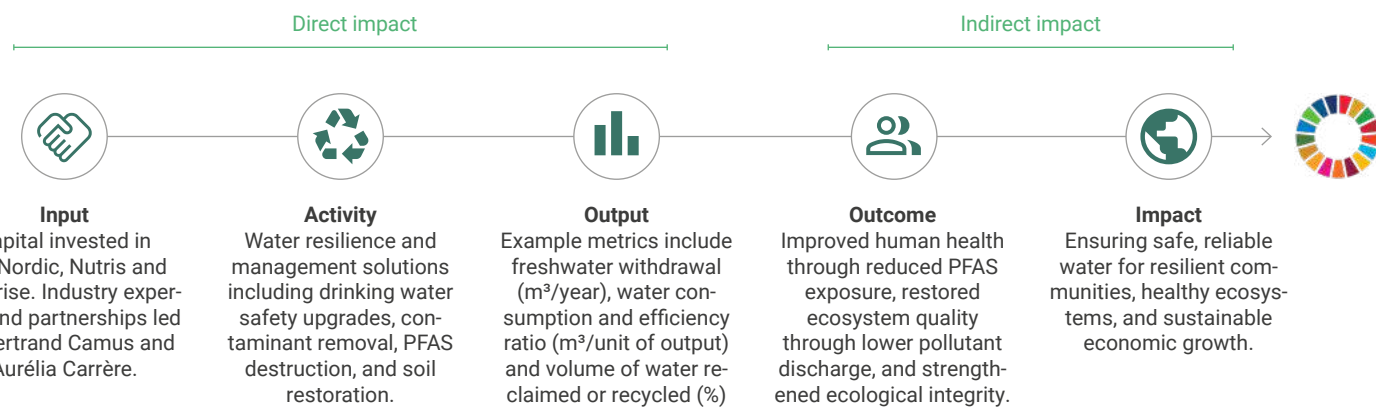 Direct impact
Indirect impact
Input
apital invested in
Nordic, Nutris and
rise. Industry exper-
nd partnerships led
ertrand Camus and
Aurélia Carrère.
Activity
Water resilience and
management solutions
including drinking water
safety upgrades, con-
taminant removal, PFAS
destruction, and soil
restoration.
Output
Example metrics include
freshwater withdrawal
(m³/year), water con-
sumption and efficiency
ratio (m³/unit of output)
and volume of water re-
claimed or recycled (%)
Outcome
Improved human health
through reduced PFAS
exposure, restored
ecosystem quality
through lower pollutant
discharge, and strength-
ened ecological integrity.
Impact
Ensuring safe, reliable
water for resilient com-
munities, healthy ecosys-
tems, and sustainable
economic growth.